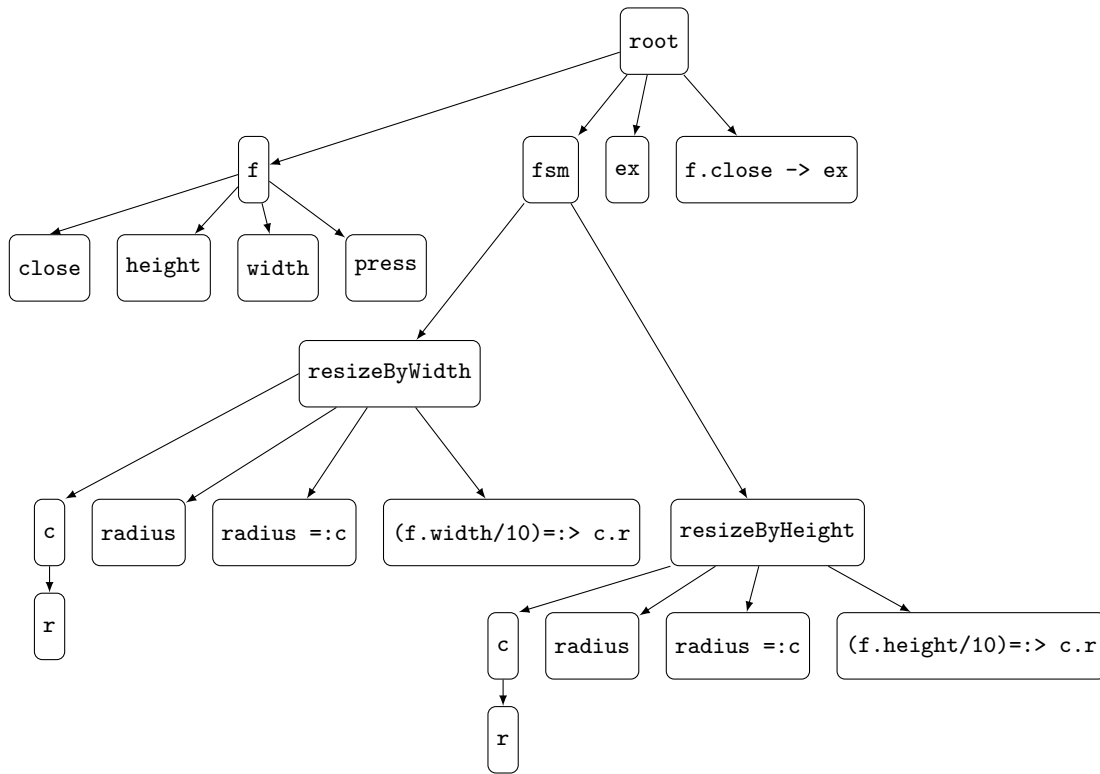 root
f
fsm
ex
f.close -> ex
close
height
width
press
resizeByWidth
c
radius
radius =:c
(f.width/10)=:> c.r
resizeByHeight
r
c
radius
radius =:c
(f.height/10)=:> c.r
r